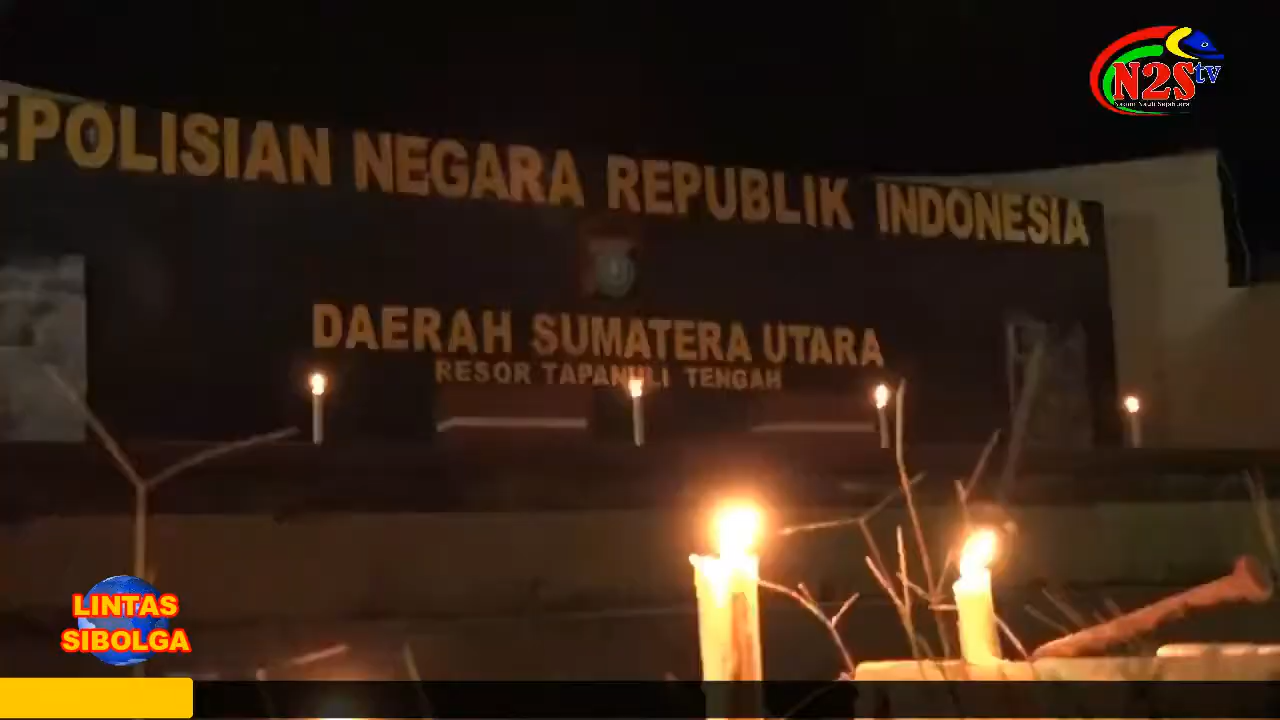 N2S tv
EPOLISIAN NEGARA REPUBLIK INDONESIA
DAERAH SUMATERA UTARA
RESOR TAPANULI TENGAH
LINTAS
SIBOLGA